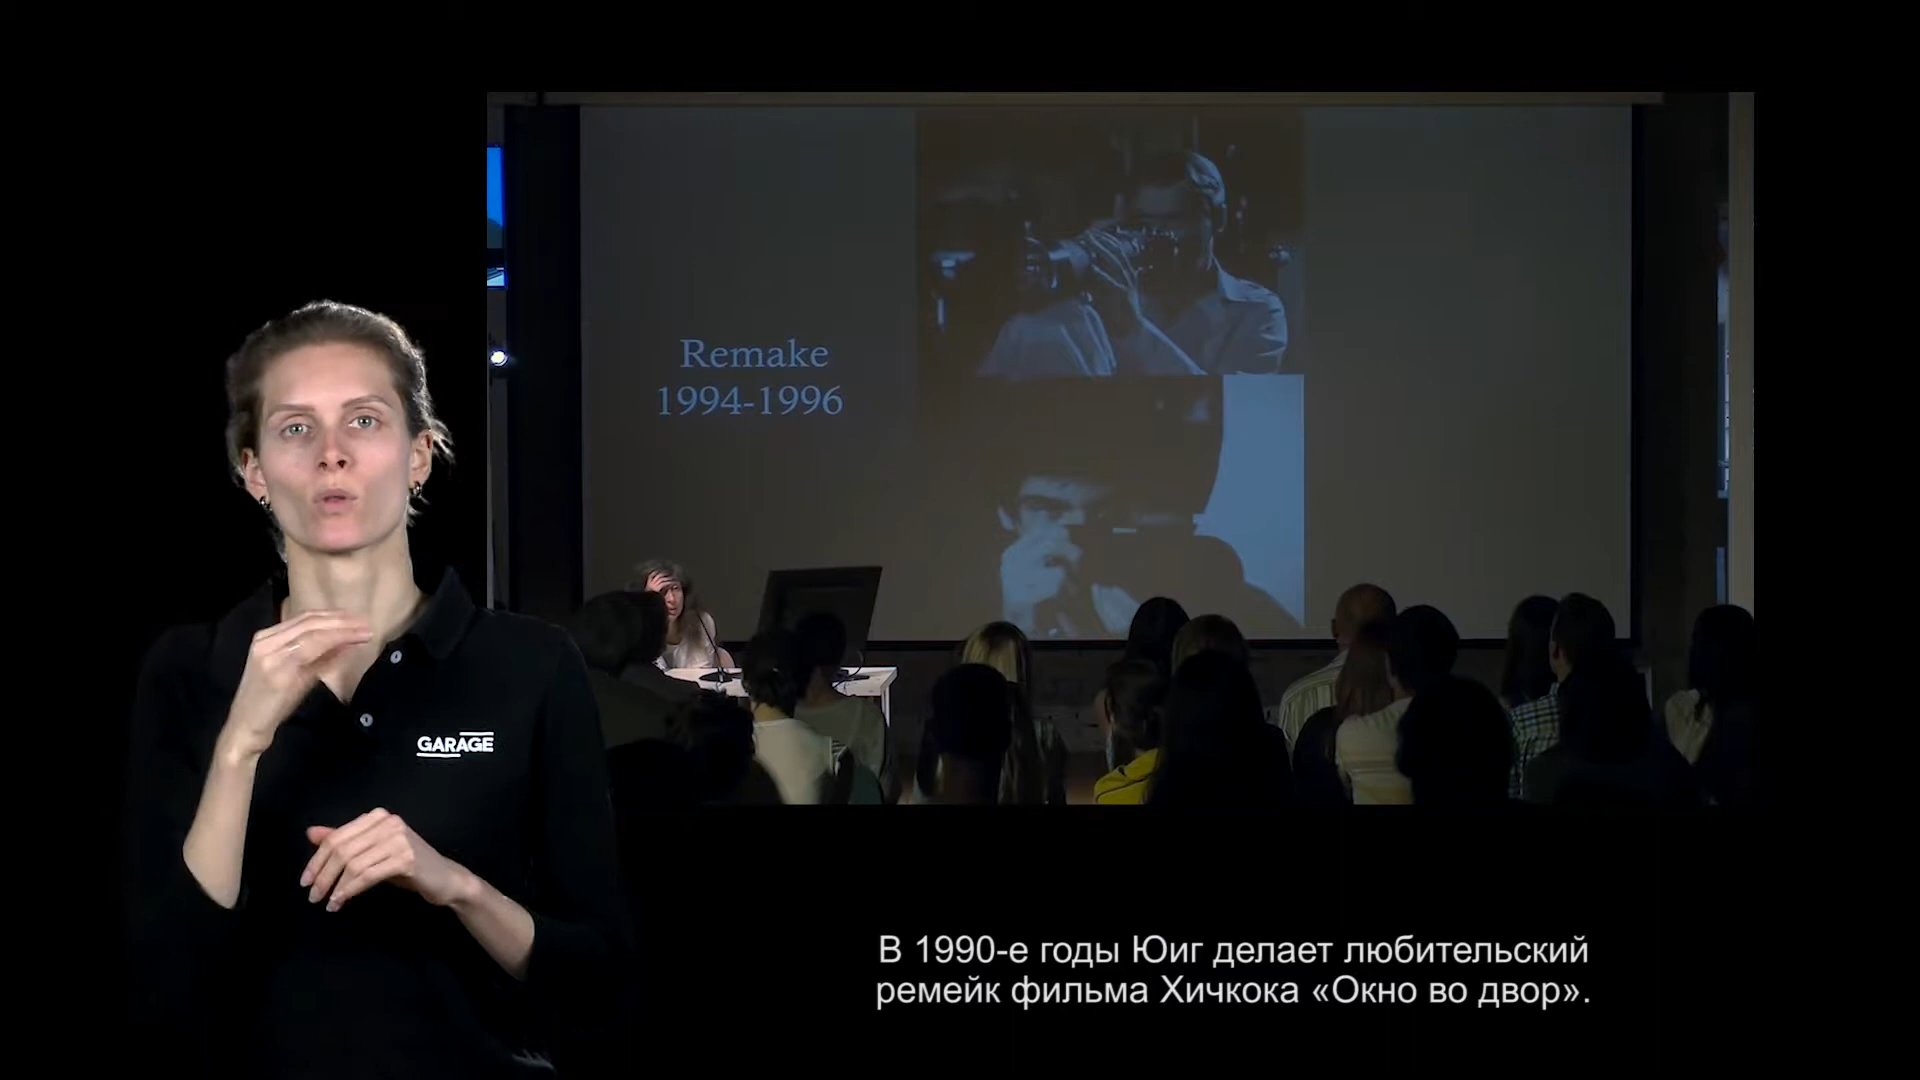 Remake
1994-1996
GARAGE
В 1990-е годы Юиг делает любительский
ремейк фильма Хичкока «Окно во двор».